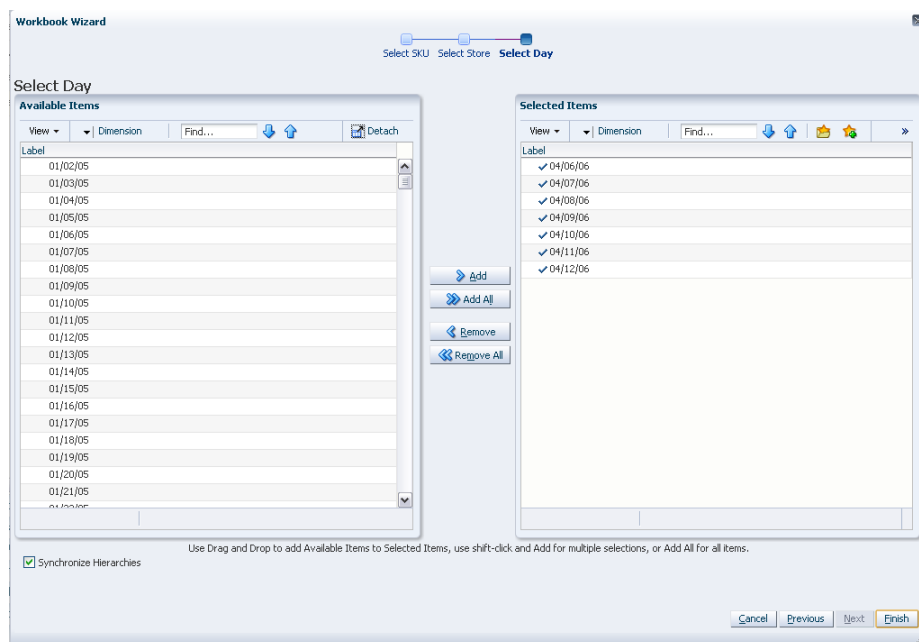 Workbook Wizard
Select SKU Select Store Select Day
Select Day
Available Items
View Dimension Find... Detach
Label
01/02/05
01/03/05
01/04/05
01/05/05
01/06/05
01/07/05
01/08/05
01/09/05
01/10/05
01/11/05
01/12/05
01/13/05
01/14/05
01/15/05
01/16/05
01/17/05
01/18/05
01/19/05
01/20/05
01/21/05
01/22/05
Add
Add All
Remove
Remove All
Selected Items
View Dimension Find... »
Label
04/06/06
04/07/06
04/08/06
04/09/06
04/10/06
04/11/06
04/12/06
Use Drag and Drop to add Available Items to Selected Items, use shift-click and Add for multiple selections, or Add All for all items.
Synchronize Hierarchies
Cancel Previous Next Finish